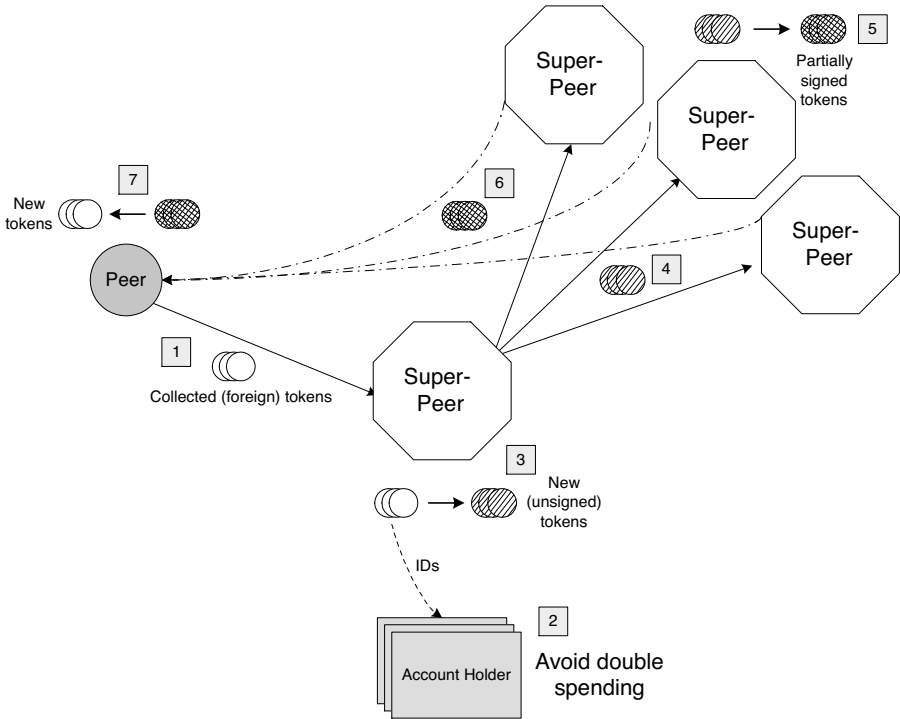 Super-
Peer
5
Partially
signed
tokens
Super-
Peer
7
6
New
tokens
Super-
Peer
Peer
4
1
Collected (foreign) tokens
Super-
Peer
3
New
(unsigned)
tokens
IDs
2
Account Holder
Avoid double
spending